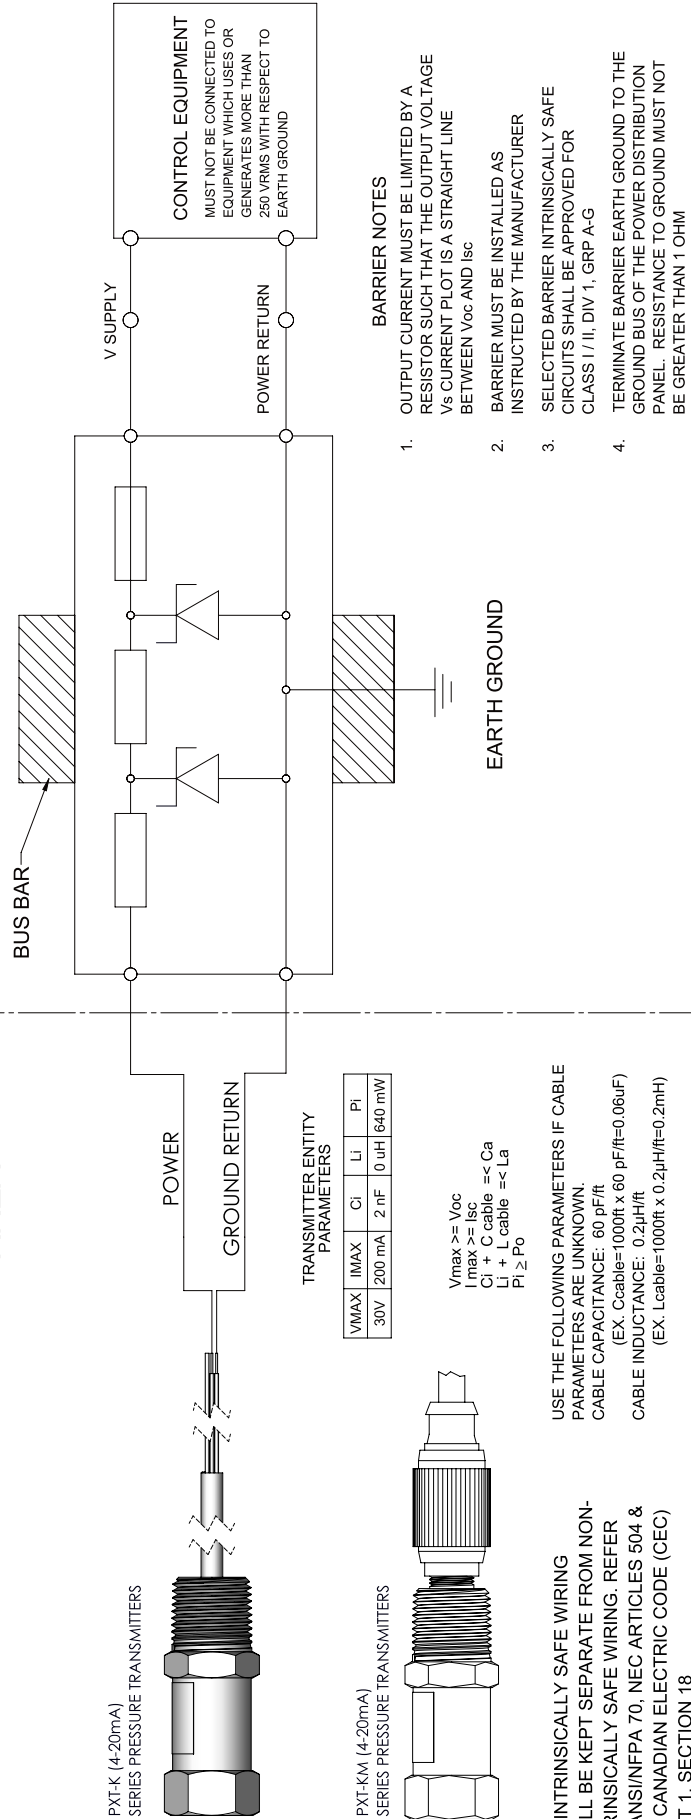 PXT-K (4-20mA)
SERIES PRESSURE TRANSMITTERS
POWER
GROUND RETURN
BUS BAR
V SUPPLY
POWER RETURN
CONTROL EQUIPMENT
MUST NOT BE CONNECTED TO
EQUIPMENT WHICH USES OR
GENERATES MORE THAN
250 VRMS WITH RESPECT TO
EARTH GROUND
PXT-KM (4-20mA)
SERIES PRESSURE TRANSMITTERS
TRANSMITTER ENTITY
PARAMETERS
VMAX IMAX Ci Li Pi
30V 200 mA 2 nF 0 uH 640 mW
Vmax >= Voc
I max >= Isc
Ci + C cable =< Ca
Li + L cable =< La
Pi ≥ Po
EARTH GROUND
BARRIER NOTES
1. OUTPUT CURRENT MUST BE LIMITED BY A
RESISTOR SUCH THAT THE OUTPUT VOLTAGE
Vs CURRENT PLOT IS A STRAIGHT LINE
BETWEEN Voc AND Isc
2. BARRIER MUST BE INSTALLED AS
INSTRUCTED BY THE MANUFACTURER
3. SELECTED BARRIER INTRINSICALLY SAFE
CIRCUITS SHALL BE APPROVED FOR
CLASS I / II, DIV 1, GRP A-G
4. TERMINATE BARRIER EARTH GROUND TO THE
GROUND BUS OF THE POWER DISTRIBUTION
PANEL. RESISTANCE TO GROUND MUST NOT
BE GREATER THAN 1 OHM
INTRINSICALLY SAFE WIRING
LL BE KEPT SEPARATE FROM NON-
RINSICALLY SAFE WIRING. REFER
NSI/NFPA 70, NEC ARTICLES 504 &
CANADIAN ELECTRIC CODE (CEC)
T 1, SECTION 18
USE THE FOLLOWING PARAMETERS IF CABLE
PARAMETERS ARE UNKNOWN.
CABLE CAPACITANCE: 60 pF/ft
(EX. Ccable=1000ft x 60 pF/ft=0.06uF)
CABLE INDUCTANCE: 0.2µH/ft
(EX. Lcable=1000ft x 0.2µH/ft=0.2mH)